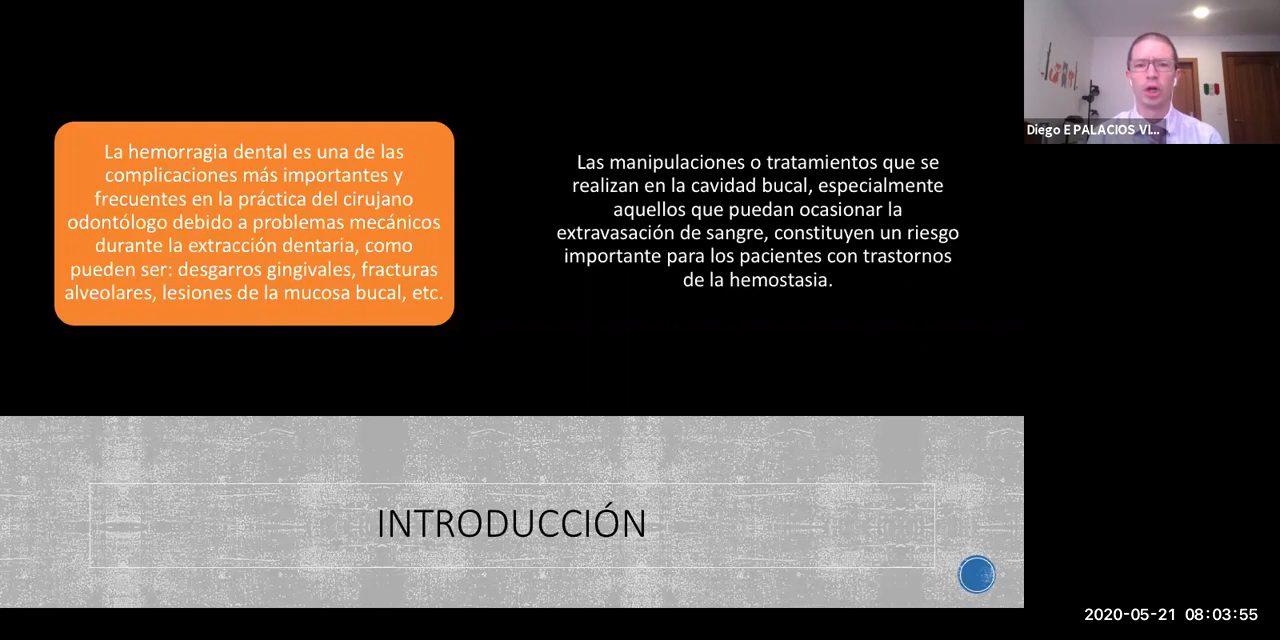 La hemorragia dental es una de las
complicaciones más importantes y
frecuentes en la práctica del cirujano
odontólogo debido a problemas mecánicos
durante la extracción dentaria, como
pueden ser: desgarros gingivales, fracturas
alveolares, lesiones de la mucosa bucal, etc.
Las manipulaciones o tratamientos que se
realizan en la cavidad bucal, especialmente
aquellos que puedan ocasionar la
extravasación de sangre, constituyen un riesgo
importante para los pacientes con trastornos
de la hemostasia.
INTRODUCCIÓN
Diego E PALACIOS VI...
2020-05-21 08:03:55